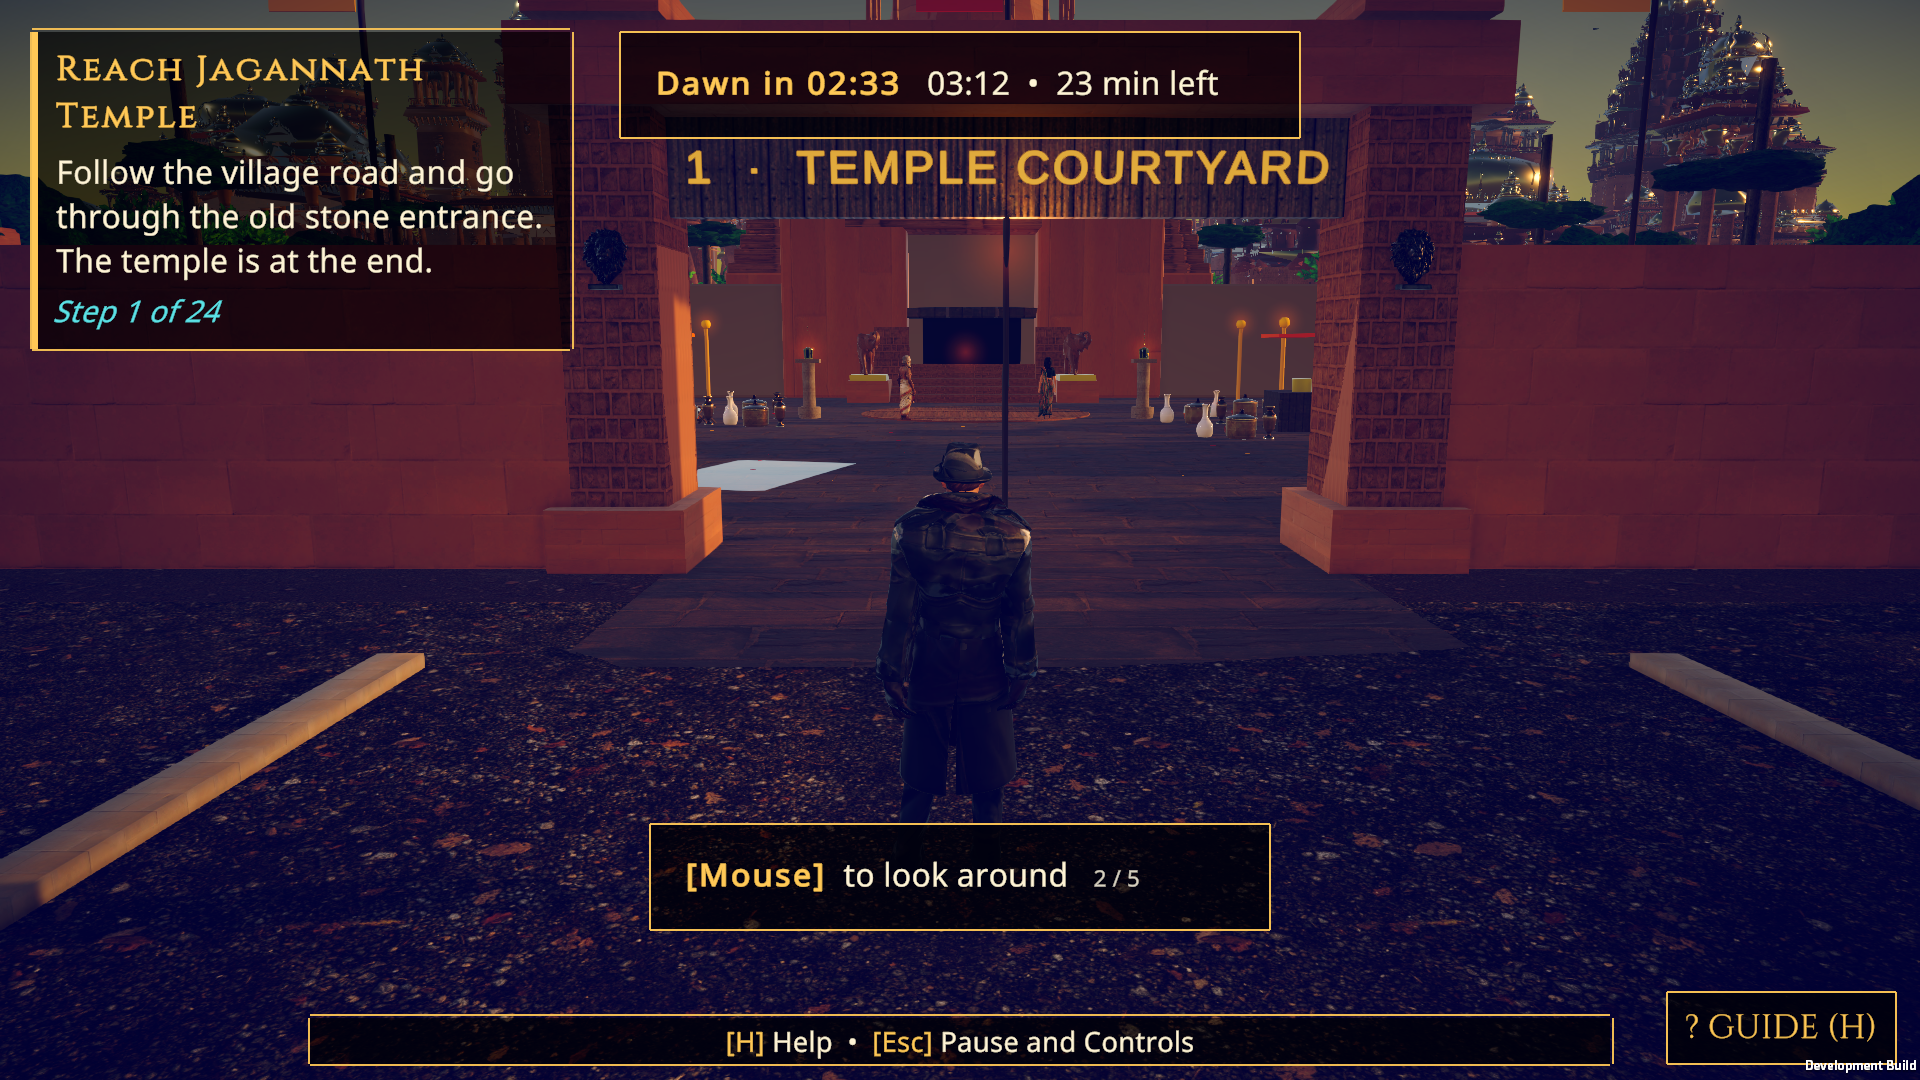 REACH JAGANNATH
TEMPLE
Follow the village road and go
through the old stone entrance.
The temple is at the end.
Step 1 of 24
Dawn in 02:33 03:12 • 23 min left
1 · TEMPLE COURTYARD
[Mouse] to look around 2 / 5
[H] Help • [Esc] Pause and Controls
? GUIDE (H)
Development Build